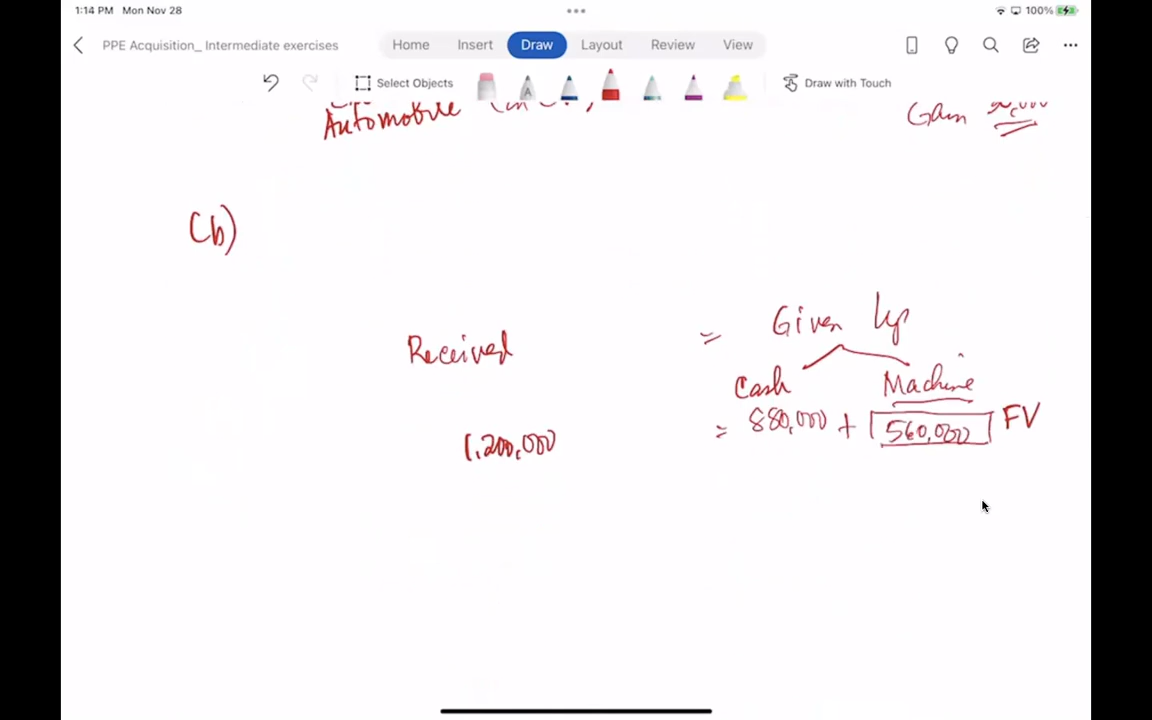 1:14 PM Mon Nov 28
100%
PPE Acquisition_ Intermediate exercises
Home Insert Draw Layout Review View
Select Objects
A
Draw with Touch
Automobile
Gain
(b)
Received = Given up
Cash Machine
1,200,000 = 880,000 + 560,000 FV